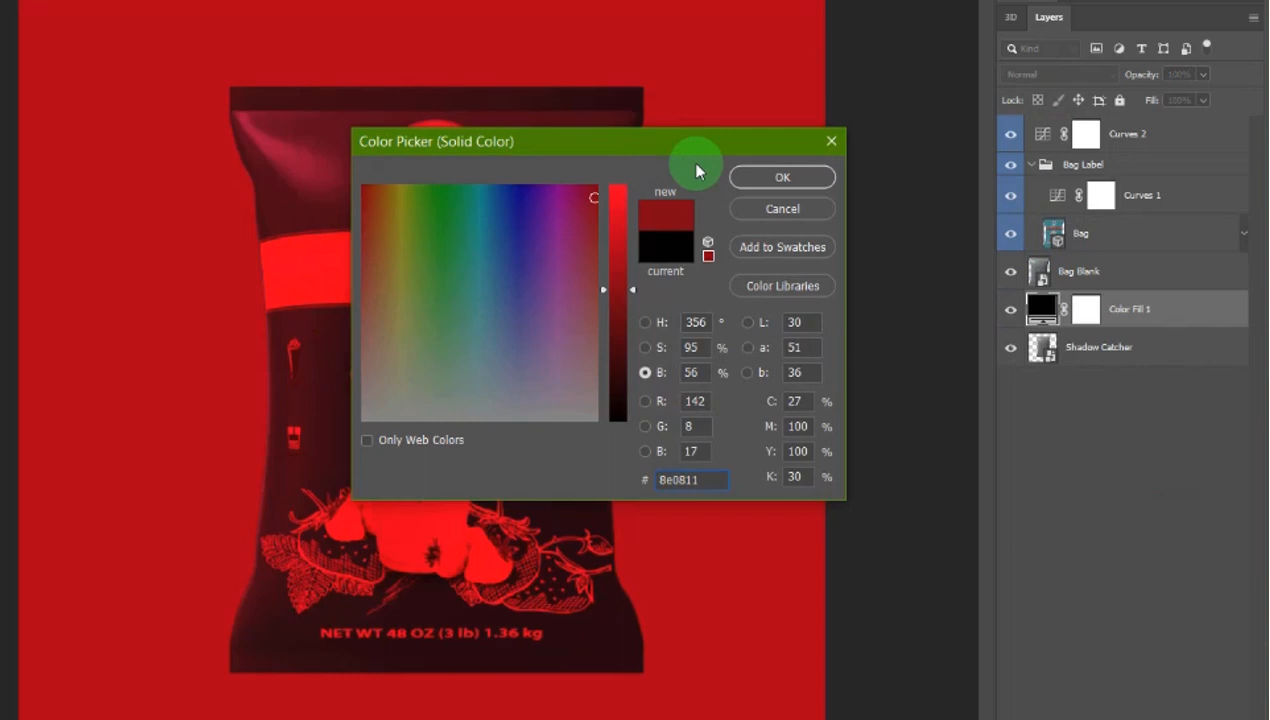 3D Layers
Kind
Normal Opacity: 100%
Lock: Fill: 100%
Curves 2
Bag Label
Curves 1
Bag
Bag Blank
Color Fill 1
Shadow Catcher
Color Picker (Solid Color)
new
current
OK
Cancel
Add to Swatches
Color Libraries
H: 356 °
S: 95 %
B: 56 %
R: 142
G: 8
B: 17
# 8e0811
L: 30
a: 51
b: 36
C: 27 %
M: 100 %
Y: 100 %
K: 30 %
Only Web Colors
NET WT 48 OZ (3 lb) 1.36 kg